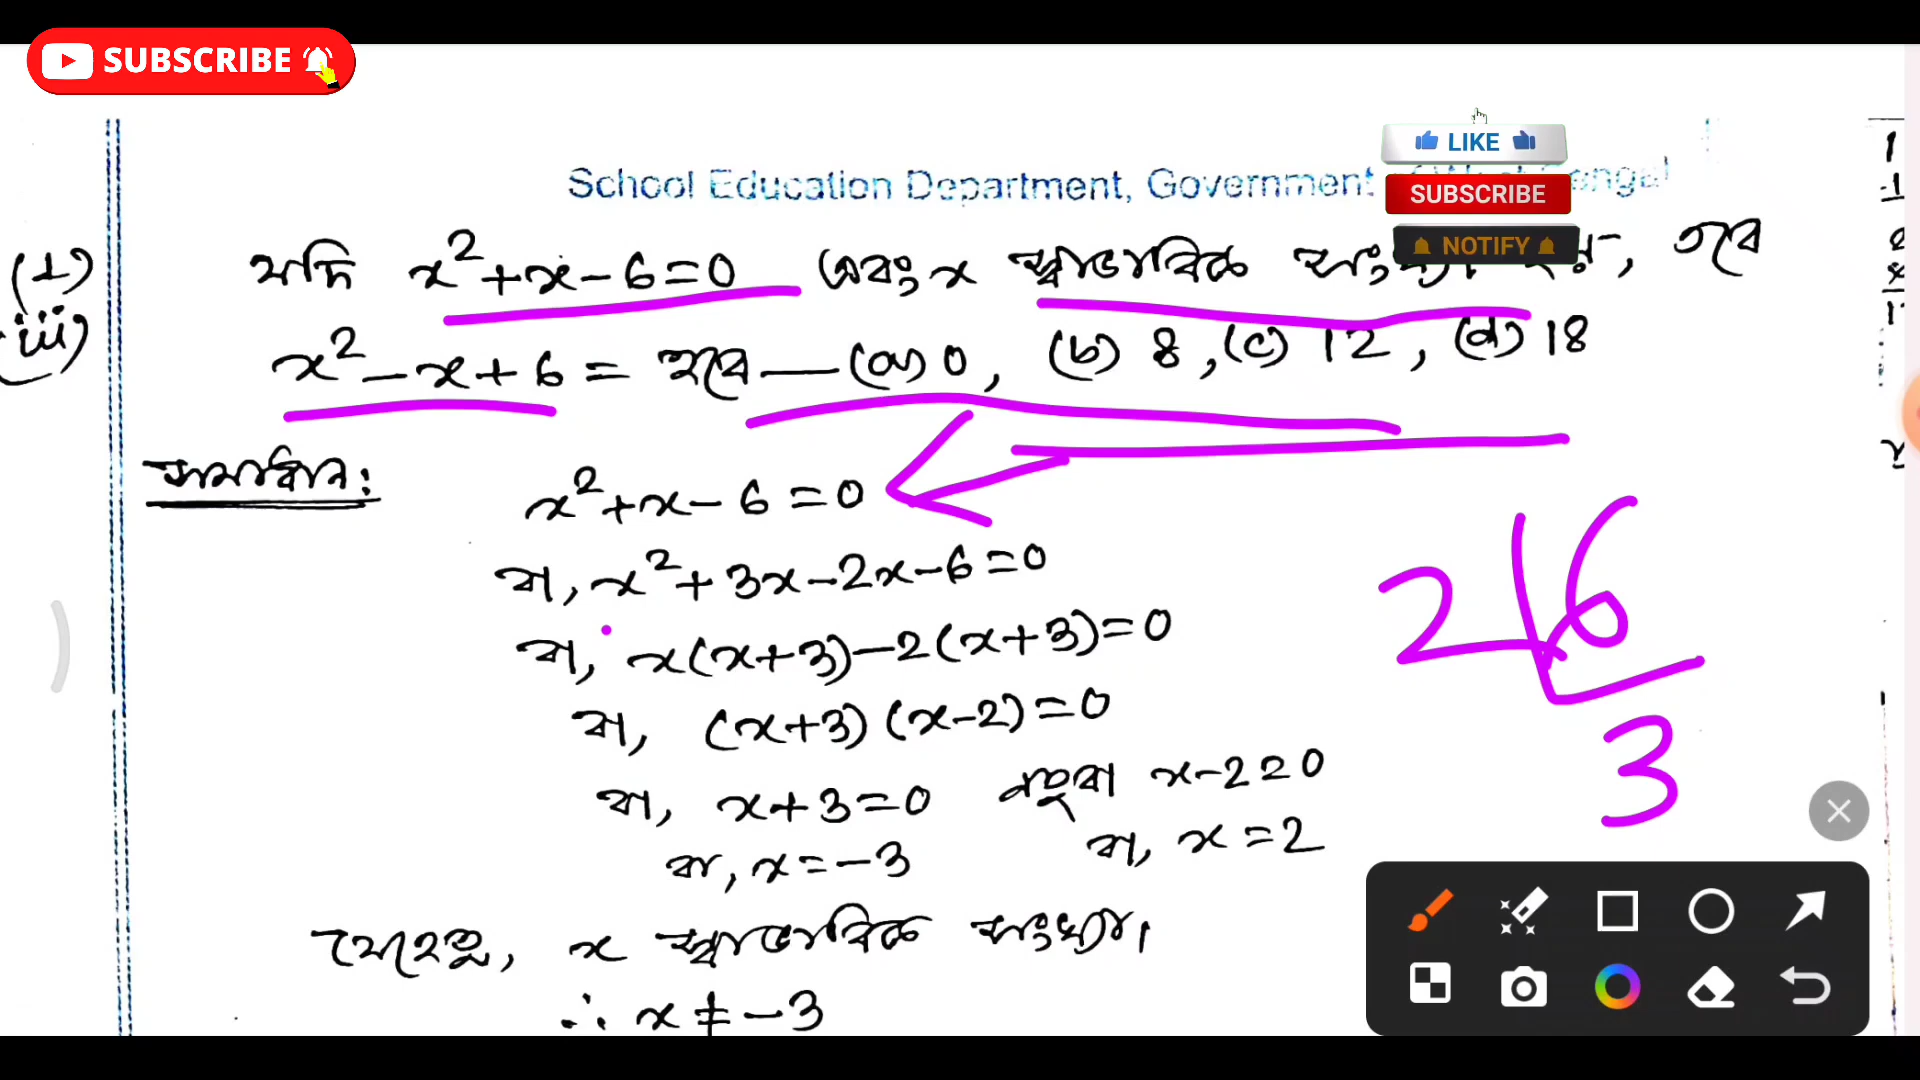 SUBSCRIBE
LIKE
SUBSCRIBE
NOTIFY
School Education Department, Government
(1)
(iii)
যদি x²+x-6=0 এবং x স্বাভাবিক সংখ্যা হয়, তবে
x²-x+6 = হবে — (a) 0, (b) 8, (c) 12, (d) 18
সমাধান:
x²+x-6=0
বা, x²+3x-2x-6=0
বা, x(x+3)-2(x+3)=0
বা, (x+3)(x-2)=0
বা, x+3=0 অথবা x-2=0
বা, x=-3 বা, x=2
যেহেতু, x স্বাভাবিক সংখ্যা।
∴ x≠-3
2 6
3